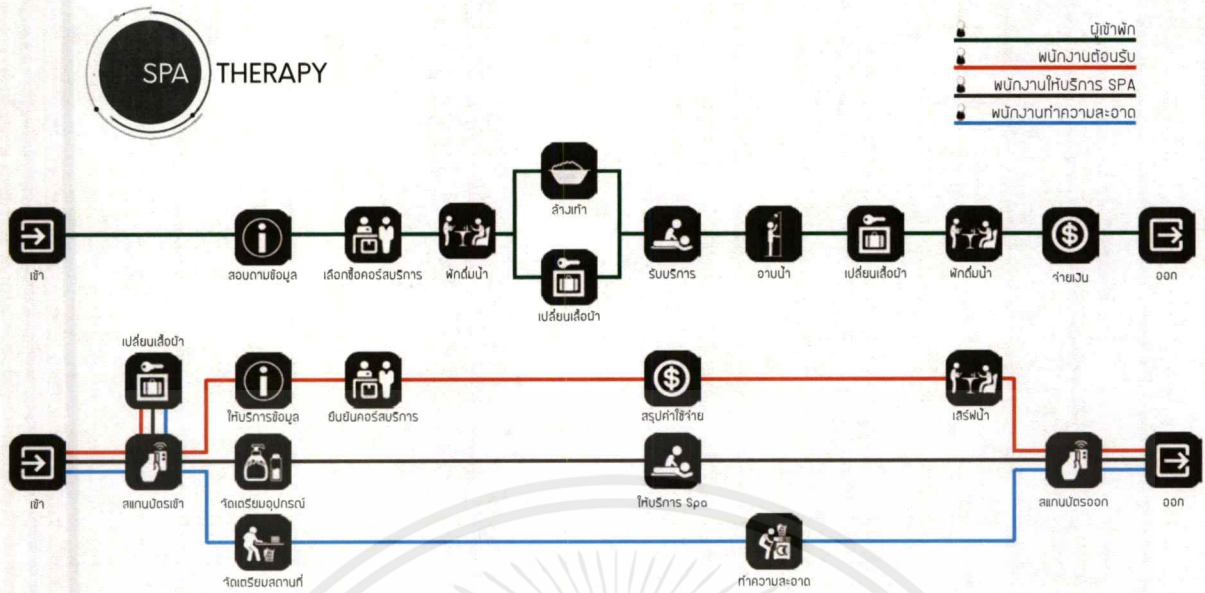 SPA THERAPY
ผู้เข้าพัก
พนักงานต้อนรับ
พนักงานให้บริการ SPA
พนักงานทำความสะอาด
ล้างเท้า
เข้า
สอบถามข้อมูล
เลือกซื้อคอร์สบริการ
พักดื่มน้ำ
รับบริการ
อาบน้ำ
เปลี่ยนเสื้อผ้า
พักดื่มน้ำ
จ่ายเงิน
ออก
เปลี่ยนเสื้อผ้า
เปลี่ยนเสื้อผ้า
ให้บริการข้อมูล
ยืนยันคอร์สบริการ
สรุปค่าใช้จ่าย
เสิร์ฟน้ำ
เข้า
สแกนบัตรเข้า
จัดเตรียมอุปกรณ์
ให้บริการ Spa
สแกนบัตรออก
ออก
จัดเตรียมสถานที่
ทำความสะอาด